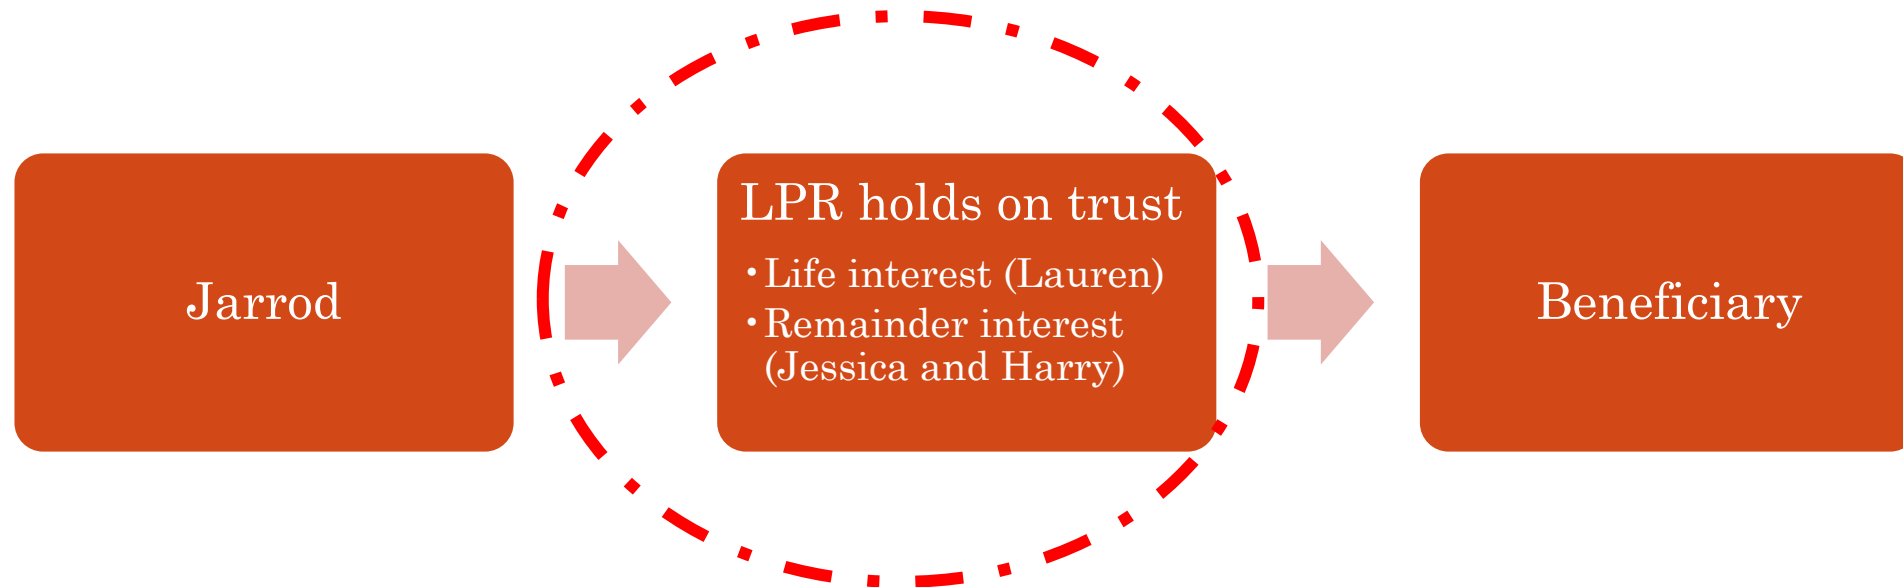 Jarrod
LPR holds on trust
•Life interest (Lauren)
•Remainder interest
(Jessica and Harry)
Beneficiary